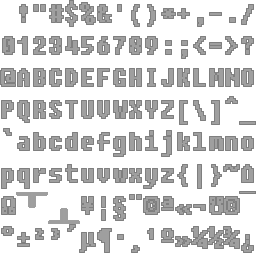 !"#$%&'()*+,-./
0123456789:;<=>?
@ABCDEFGHIJKLMNO
PQRSTUVWXYZ[\]^_
`abcdefghijklmno
pqrstuvwxyz{|}~
¥¦§¨©ª«¬
°±²³´µ¶·¸¹º»¼½¾¿